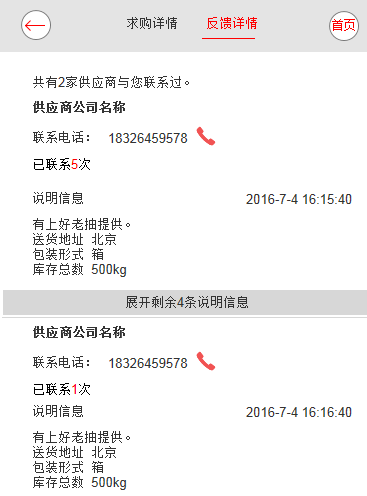 求购详情 反馈详情 首页
共有2家供应商与您联系过。
供应商公司名称
联系电话： 18326459578
已联系5次
说明信息 2016-7-4 16:15:40
有上好老抽提供。
送货地址 北京
包装形式 箱
库存总数 500kg
展开剩余4条说明信息
供应商公司名称
联系电话： 18326459578
已联系1次
说明信息 2016-7-4 16:16:40
有上好老抽提供。
送货地址 北京
包装形式 箱
库存总数 500kg